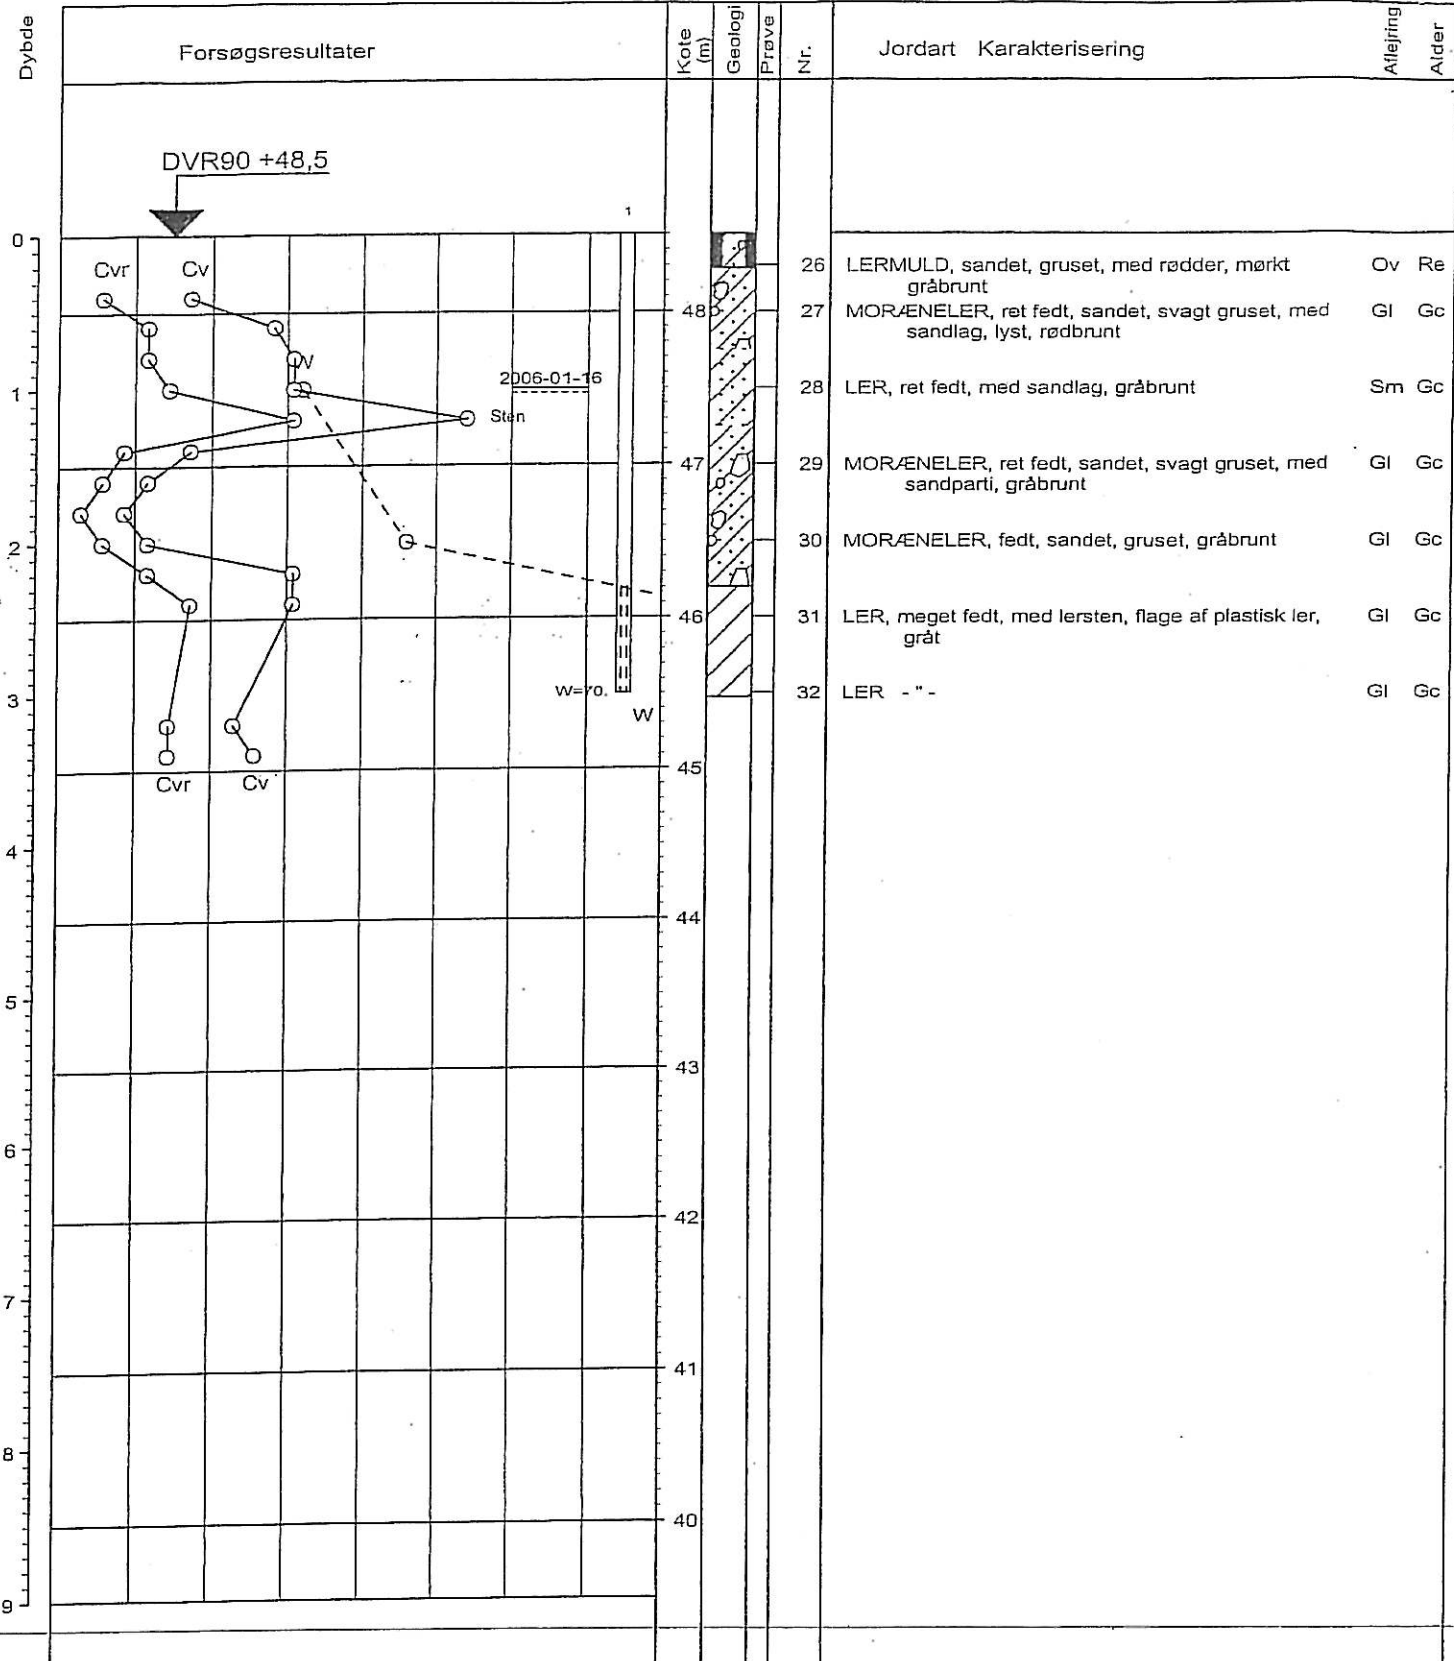 Dybde
Forsøgsresultater
Kote (m)
Geologi
Prøve
Nr.
Jordart Karakterisering
Aflejring
Alder
DVR90 +48,5
1
0
Cvr
Cv
26 LERMULD, sandet, gruset, med rødder, mørkt Ov Re
gråbrunt
48
27 MORÆNELER, ret fedt, sandet, svagt gruset, med Gl Gc
sandlag, lyst, rødbrunt
W
2006-01-16
1
28 LER, ret fedt, med sandlag, gråbrunt Sm Gc
Sten
47
29 MORÆNELER, ret fedt, sandet, svagt gruset, med Gl Gc
sandparti, gråbrunt
2
30 MORÆNELER, fedt, sandet, gruset, gråbrunt Gl Gc
46
31 LER, meget fedt, med lersten, flage af plastisk ler, Gl Gc
gråt
3
W=70.
32 LER - " - Gl Gc
W
45
Cvr
Cv
4
44
5
43
6
42
7
41
8
40
9